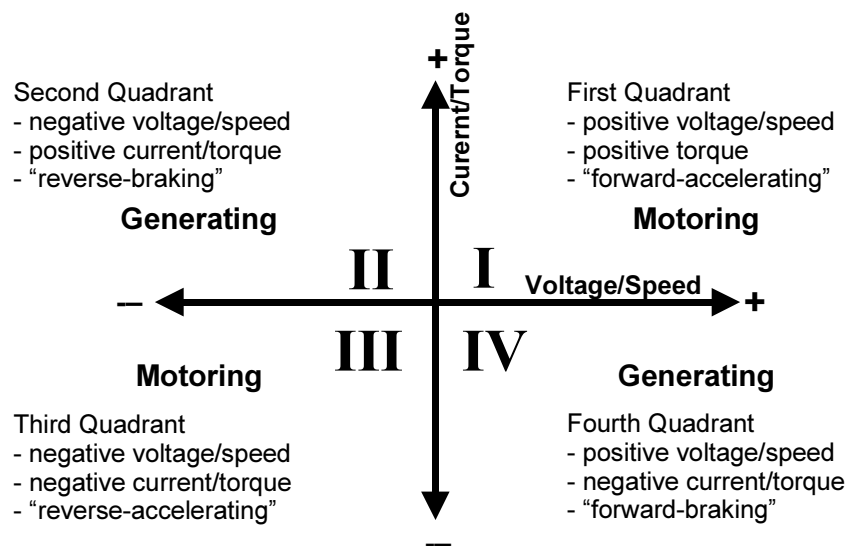 +
Curernt/Torque
Second Quadrant
- negative voltage/speed
- positive current/torque
- “reverse-braking”
Generating
First Quadrant
- positive voltage/speed
- positive torque
- “forward-accelerating”
Motoring
II
I
Voltage/Speed
--
+
III
IV
Motoring
Third Quadrant
- negative voltage/speed
- negative current/torque
- “reverse-accelerating”
Generating
Fourth Quadrant
- positive voltage/speed
- negative current/torque
- “forward-braking”